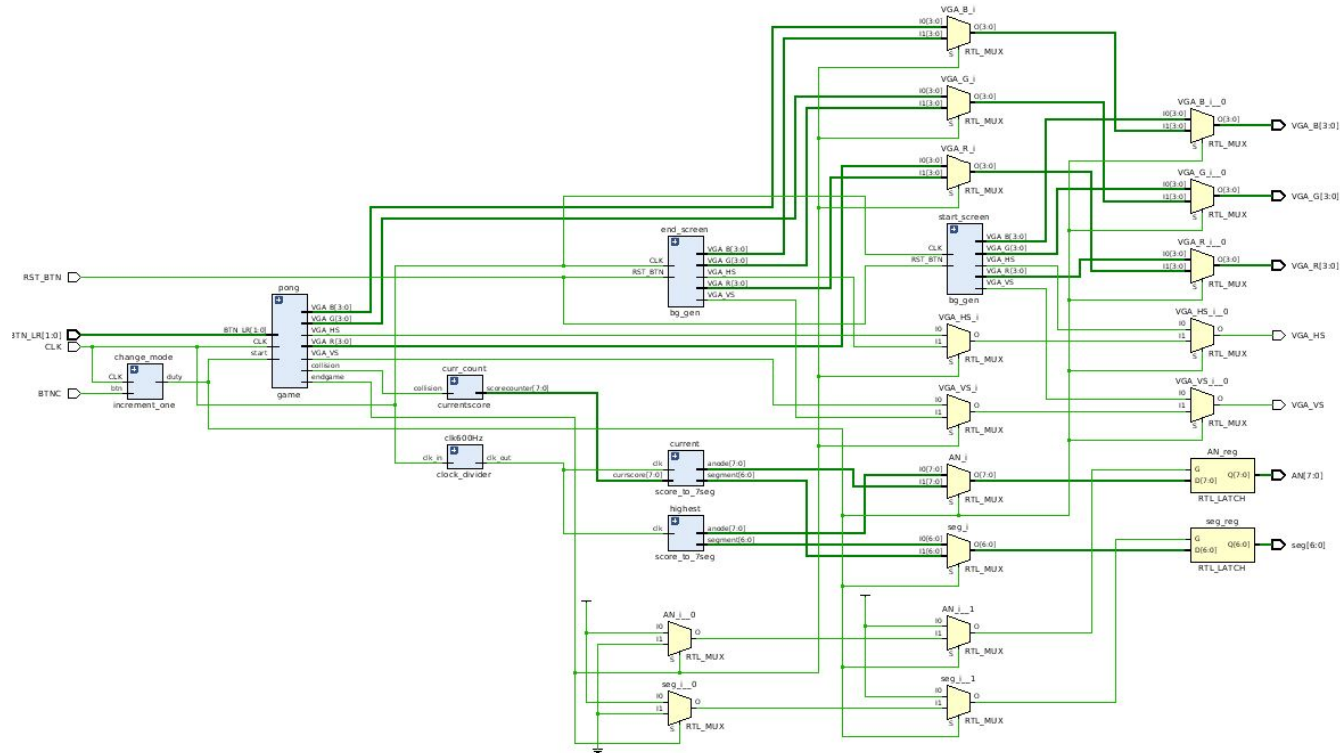 VGA_B_i
I0[3:0]
I1[3:0]
O[3:0]
S
RTL_MUX
VGA_G_i
I0[3:0]
I1[3:0]
O[3:0]
S
RTL_MUX
VGA_R_i
I0[3:0]
I1[3:0]
O[3:0]
S
RTL_MUX
VGA_B_i__0
I0[3:0]
I1[3:0]
O[3:0]
S
RTL_MUX
VGA_B[3:0]
VGA_G_i__0
I0[3:0]
I1[3:0]
O[3:0]
S
RTL_MUX
VGA_G[3:0]
VGA_R_i__0
I0[3:0]
I1[3:0]
O[3:0]
S
RTL_MUX
VGA_R[3:0]
start_screen
CLK
RST_BTN
VGA_B[3:0]
VGA_G[3:0]
VGA_HS
VGA_R[3:0]
VGA_VS
bg_gen
end_screen
CLK
RST_BTN
VGA_B[3:0]
VGA_G[3:0]
VGA_HS
VGA_R[3:0]
VGA_VS
bg_gen
RST_BTN
BTN_LR[1:0]
CLK
BTNC
pong
BTN_LR[1:0]
CLK
start
VGA_B[3:0]
VGA_G[3:0]
VGA_HS
VGA_R[3:0]
VGA_VS
collision
endgame
game
change_mode
CLK
btn
duty
increment_one
VGA_HS_i
I0
I1
O
S
RTL_MUX
VGA_HS_i__0
I0
I1
O
S
RTL_MUX
VGA_HS
VGA_VS_i
I0
I1
O
S
RTL_MUX
VGA_VS_i__0
I0
I1
O
S
RTL_MUX
VGA_VS
curr_count
collision
scorecounter[7:0]
currentscore
clk600Hz
clk_in
clk_out
clock_divider
current
clk
currscore[7:0]
anode[7:0]
segment[6:0]
score_to_7seg
highest
clk
anode[7:0]
segment[6:0]
score_to_7seg
AN_i
I0[7:0]
I1[7:0]
O[7:0]
S
RTL_MUX
AN_reg
G
D[7:0]
Q[7:0]
RTL_LATCH
AN[7:0]
seg_i
I0[6:0]
I1[6:0]
O[6:0]
S
RTL_MUX
seg_reg
G
D[6:0]
Q[6:0]
RTL_LATCH
seg[6:0]
AN_i__0
I0
I1
O
S
RTL_MUX
AN_i__1
I0
I1
O
S
RTL_MUX
seg_i__0
I0
I1
O
S
RTL_MUX
seg_i__1
I0
I1
O
S
RTL_MUX